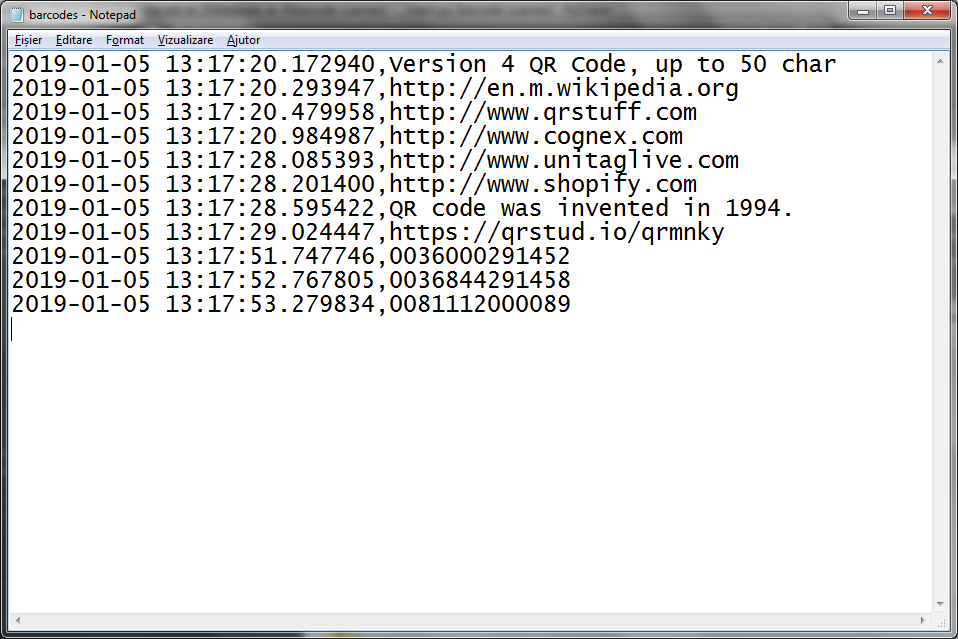 barcodes - Notepad
Fișier Editare Format Vizualizare Ajutor
2019-01-05 13:17:20.172940,Version 4 QR Code, up to 50 char
2019-01-05 13:17:20.293947,http://en.m.wikipedia.org
2019-01-05 13:17:20.479958,http://www.qrstuff.com
2019-01-05 13:17:20.984987,http://www.cognex.com
2019-01-05 13:17:28.085393,http://www.unitaglive.com
2019-01-05 13:17:28.201400,http://www.shopify.com
2019-01-05 13:17:28.595422,QR code was invented in 1994.
2019-01-05 13:17:29.024447,https://qrstud.io/qrmnky
2019-01-05 13:17:51.747746,0036000291452
2019-01-05 13:17:52.767805,0036844291458
2019-01-05 13:17:53.279834,0081112000089